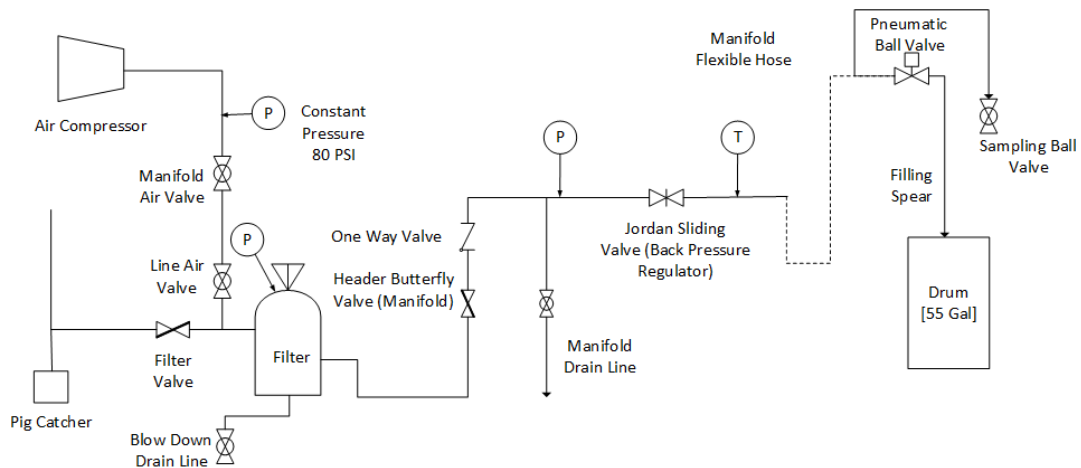 Air Compressor
P
Constant
Pressure
80 PSI
Manifold
Air Valve
Line Air
Valve
P
Filter
Valve
Pig Catcher
Filter
Blow Down
Drain Line
One Way Valve
Header Butterfly
Valve (Manifold)
P
Manifold
Drain Line
Jordan Sliding
Valve (Back Pressure
Regulator)
T
Manifold
Flexible Hose
Pneumatic
Ball Valve
Sampling Ball
Valve
Filling
Spear
Drum
[55 Gal]